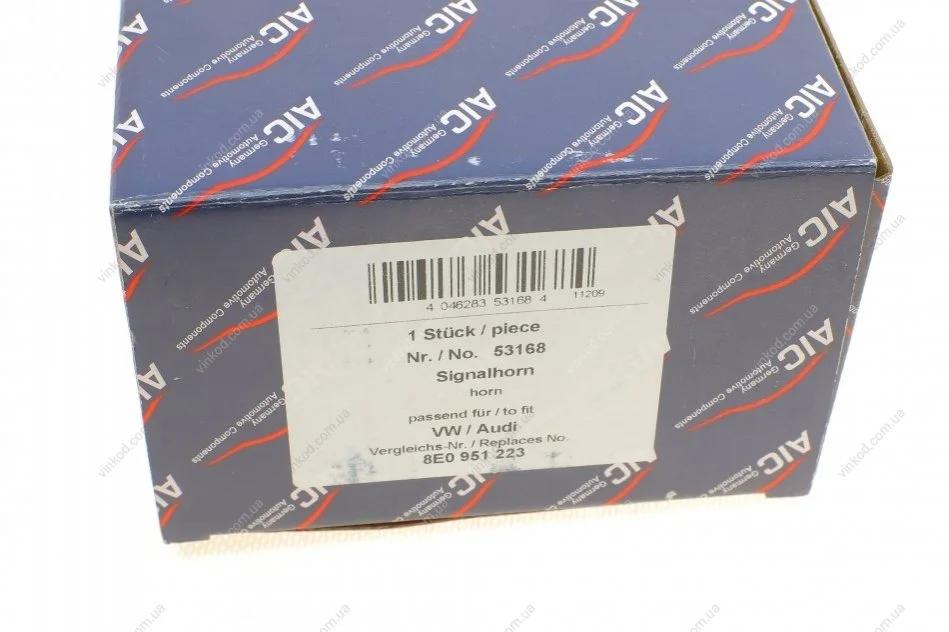 AIC
Germany
Automotive Components
4 046283 53168 4 11209
1 Stück / piece
Nr. / No. 53168
Signalhorn
horn
passend für / to fit
VW / Audi
Vergleichs-Nr. / Replaces No.
8E0 951 223
vinkod.com.ua